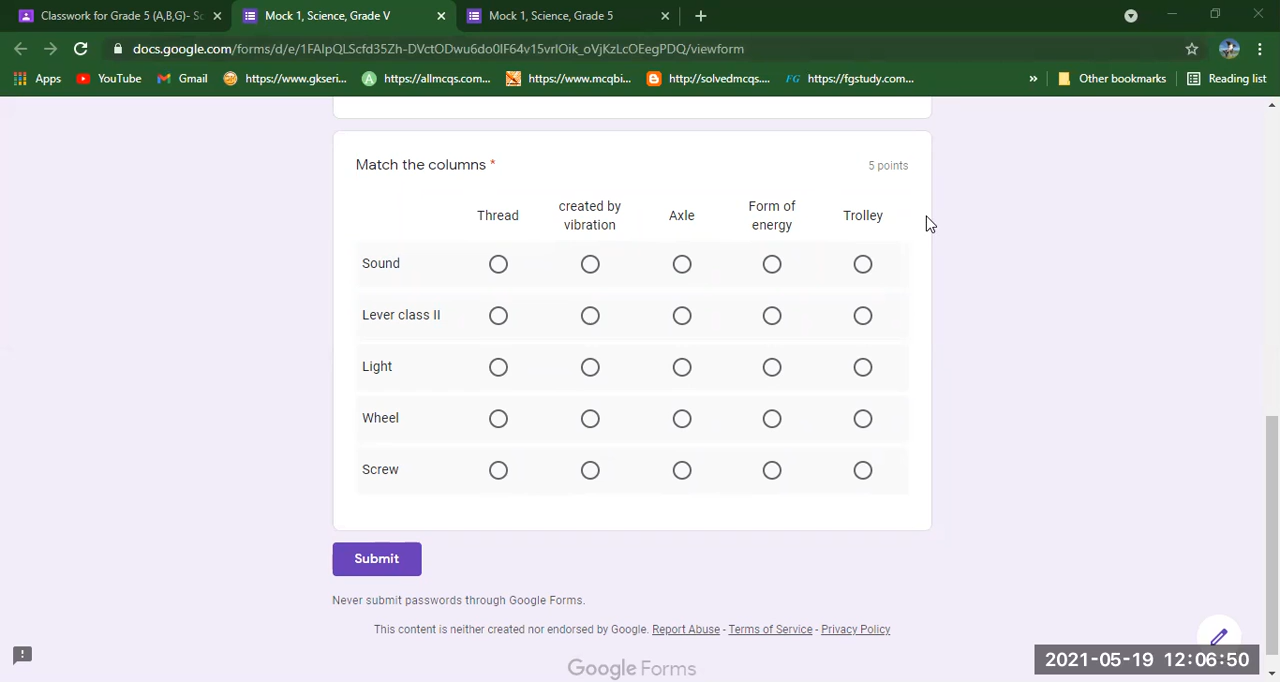 Classwork for Grade 5 (A,B,G)- Sc
Mock 1, Science, Grade V
Mock 1, Science, Grade 5
docs.google.com/forms/d/e/1FAIpQLScfd35Zh-DVctODwu6do0IF64v15vrIOik_oVjKzLcOEegPDQ/viewform
Apps
YouTube
Gmail
https://www.gkseri...
A
https://allmcqs.com...
https://www.mcqbi...
http://solvedmcqs....
FG
https://fgstudy.com...
»
Other bookmarks
Reading list
Match the columns *
5 points
Thread
created by
vibration
Axle
Form of
energy
Trolley
Sound
Lever class II
Light
Wheel
Screw
Submit
Never submit passwords through Google Forms.
This content is neither created nor endorsed by Google. Report Abuse - Terms of Service - Privacy Policy
Google Forms
2021-05-19 12:06:50